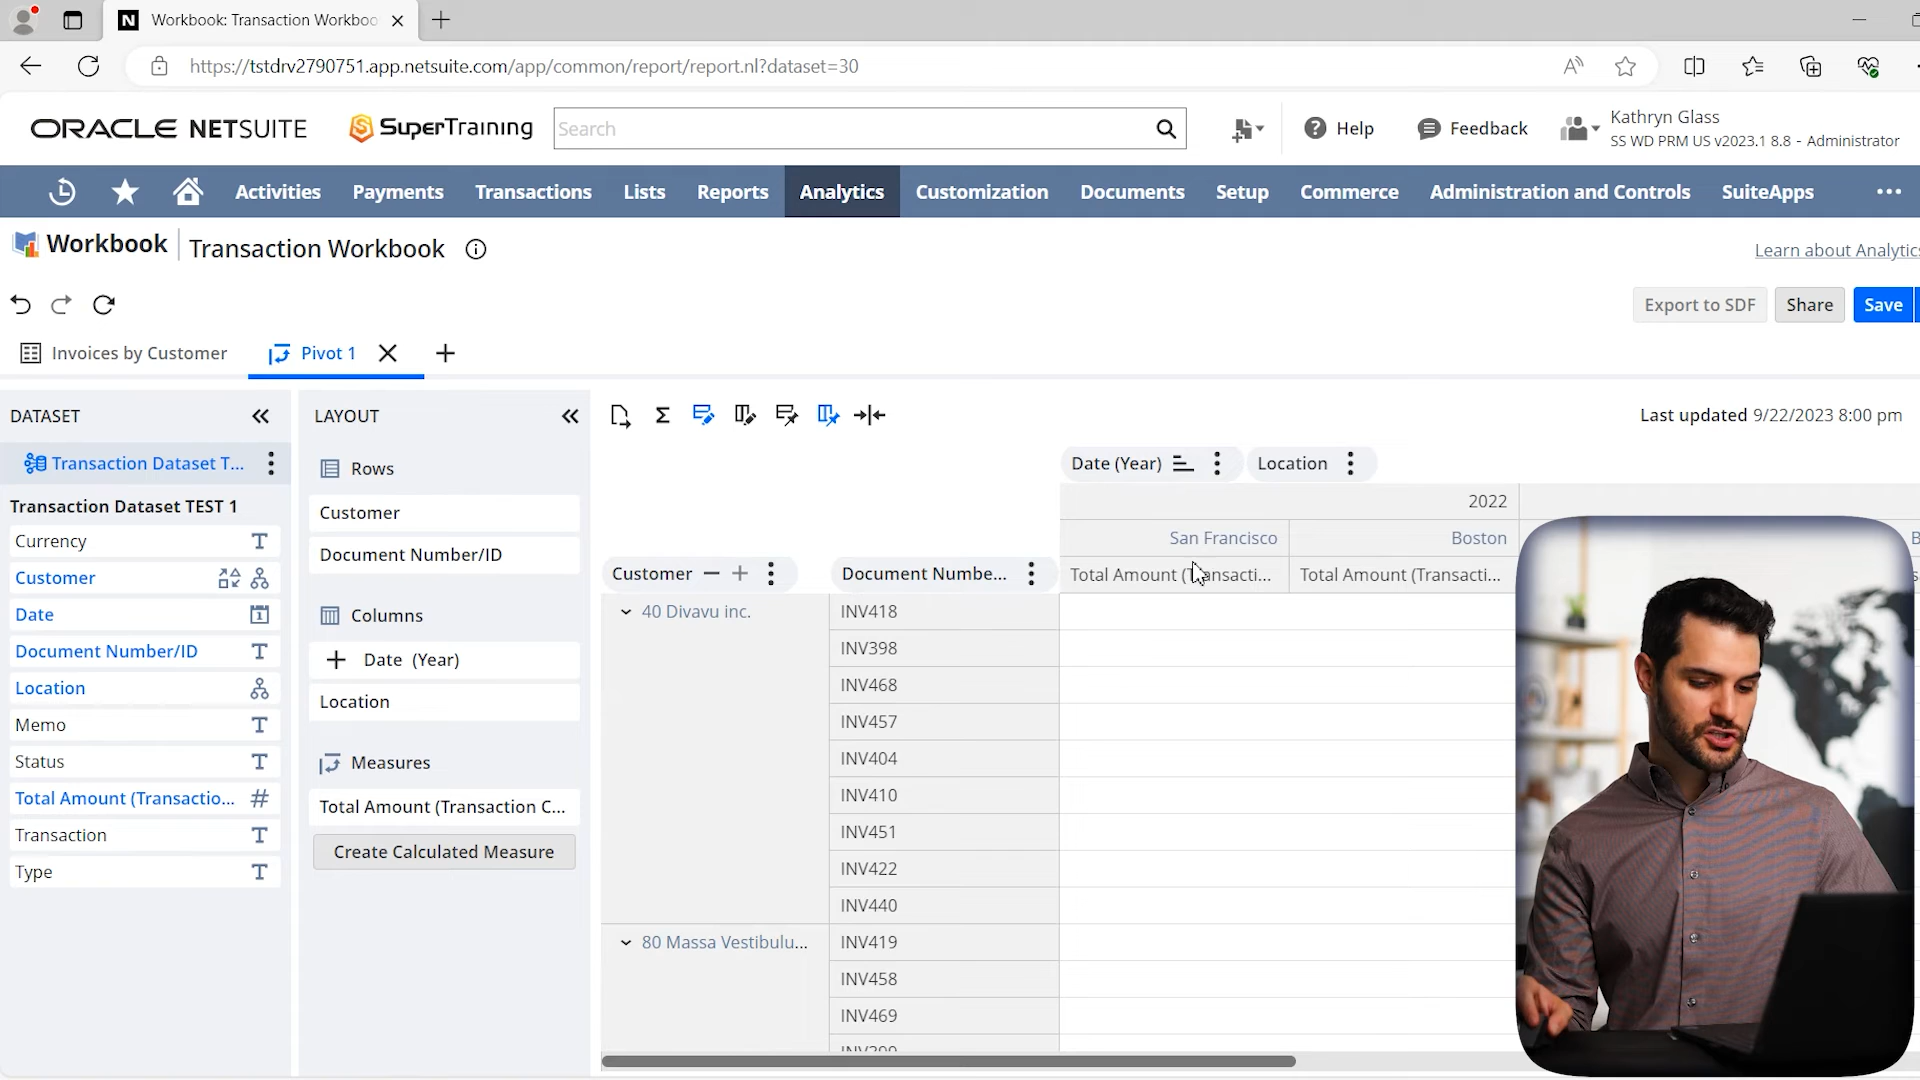 Workbook: Transaction Workboo
https://tstdrv2790751.app.netsuite.com/app/common/report/report.nl?dataset=30
ORACLE NETSUITE
SuperTraining
Search
Help
Feedback
Kathryn Glass
SS WD PRM US v2023.1 8.8 - Administrator
Activities
Payments
Transactions
Lists
Reports
Analytics
Customization
Documents
Setup
Commerce
Administration and Controls
SuiteApps
Workbook
Transaction Workbook
Learn about Analytics
Export to SDF
Share
Save
Invoices by Customer
Pivot 1
DATASET
LAYOUT
Last updated 9/22/2023 8:00 pm
Transaction Dataset T...
Transaction Dataset TEST 1
Currency
Customer
Date
Document Number/ID
Location
Memo
Status
Total Amount (Transactio...
Transaction
Type
Rows
Customer
Document Number/ID
Columns
Date (Year)
Location
Measures
Total Amount (Transaction C...
Create Calculated Measure
Date (Year)
Location
2022
San Francisco
Boston
B
Customer
Document Numbe...
Total Amount (Transacti...
Total Amount (Transacti...
40 Divavu inc.
INV418
INV398
INV468
INV457
INV404
INV410
INV451
INV422
INV440
80 Massa Vestibulu...
INV419
INV458
INV469